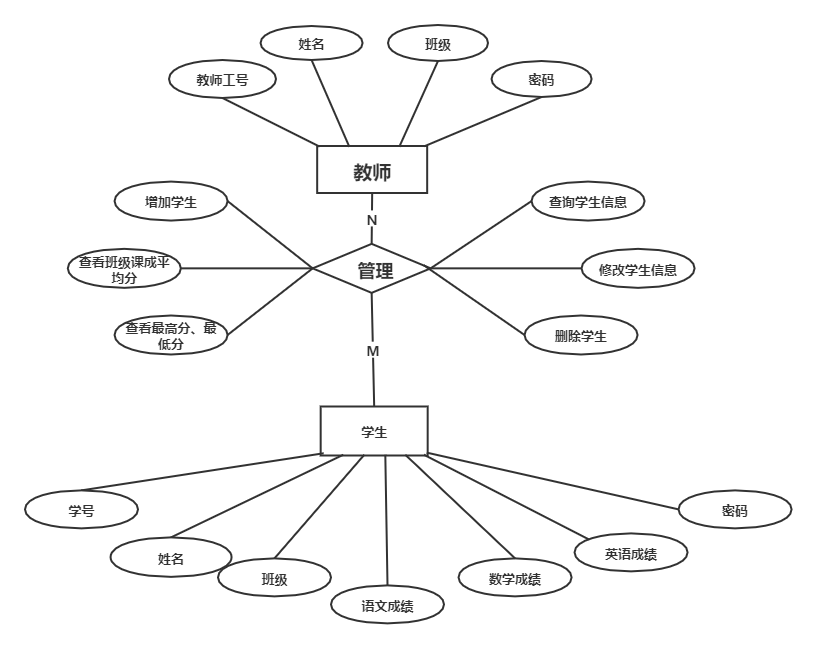 姓名
班级
教师工号
密码
教师
增加学生
查询学生信息
N
查看班级课成平
均分
管理
修改学生信息
查看最高分、最
低分
删除学生
M
学生
学号
密码
姓名
英语成绩
班级
数学成绩
语文成绩